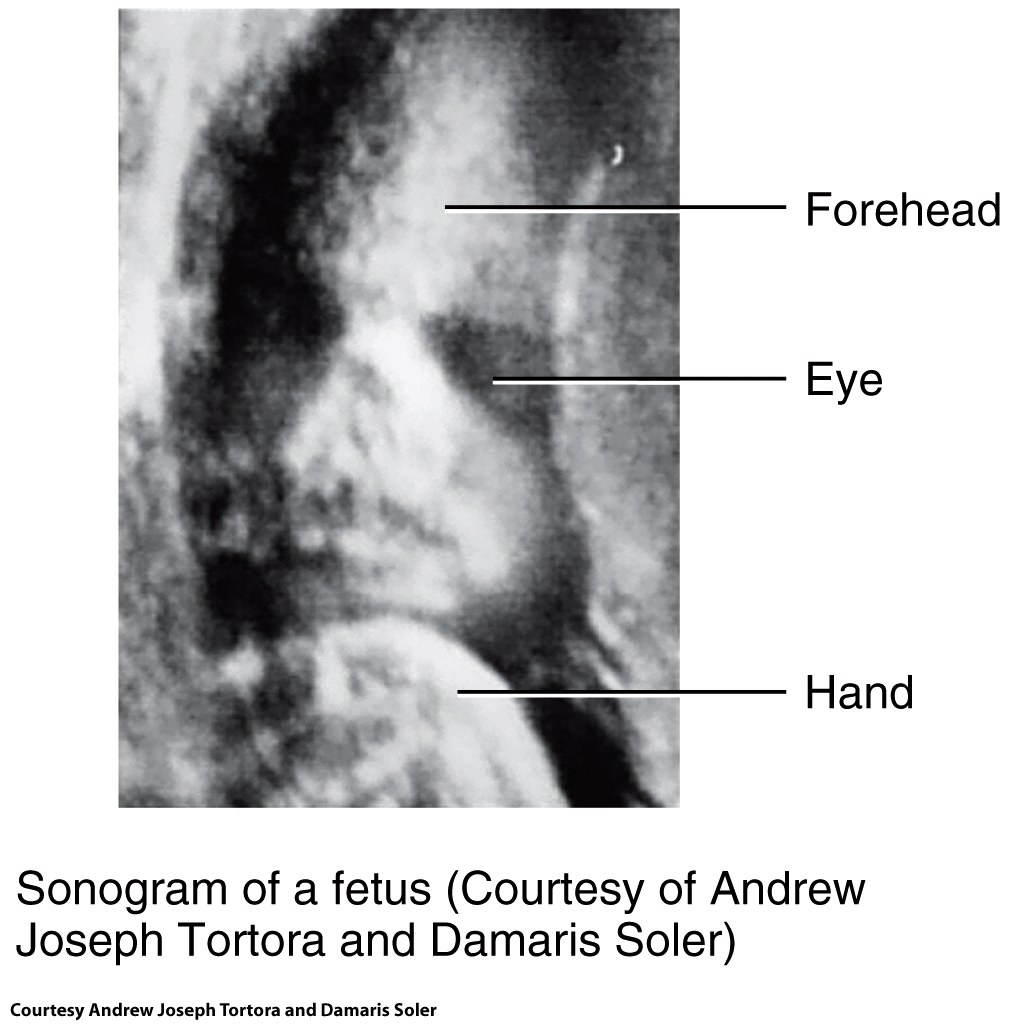 Forehead
Eye
Hand
Sonogram of a fetus (Courtesy of Andrew
Joseph Tortora and Damaris Soler)
Courtesy Andrew Joseph Tortora and Damaris Soler